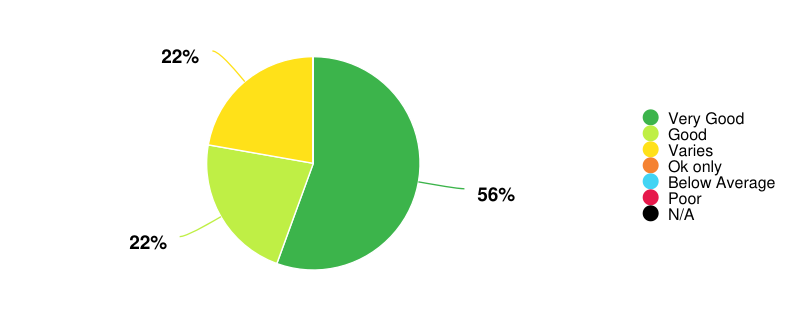 22%
56%
22%
Very Good
Good
Varies
Ok only
Below Average
Poor
N/A